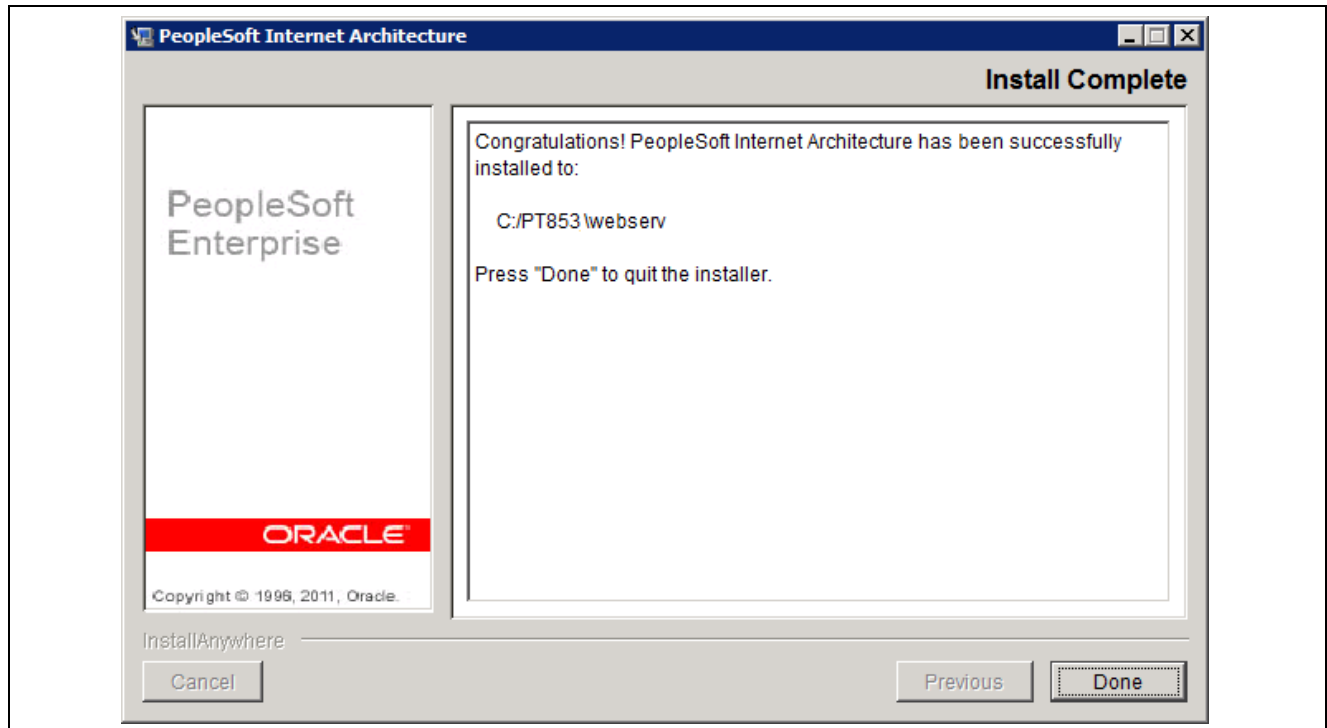 PeopleSoft Internet Architecture
Install Complete
PeopleSoft
Enterprise
ORACLE
Copyright © 1996, 2011, Oracle.
Congratulations! PeopleSoft Internet Architecture has been successfully
installed to:
C:/PT853\webserv
Press "Done" to quit the installer.
InstallAnywhere
Cancel
Previous
Done